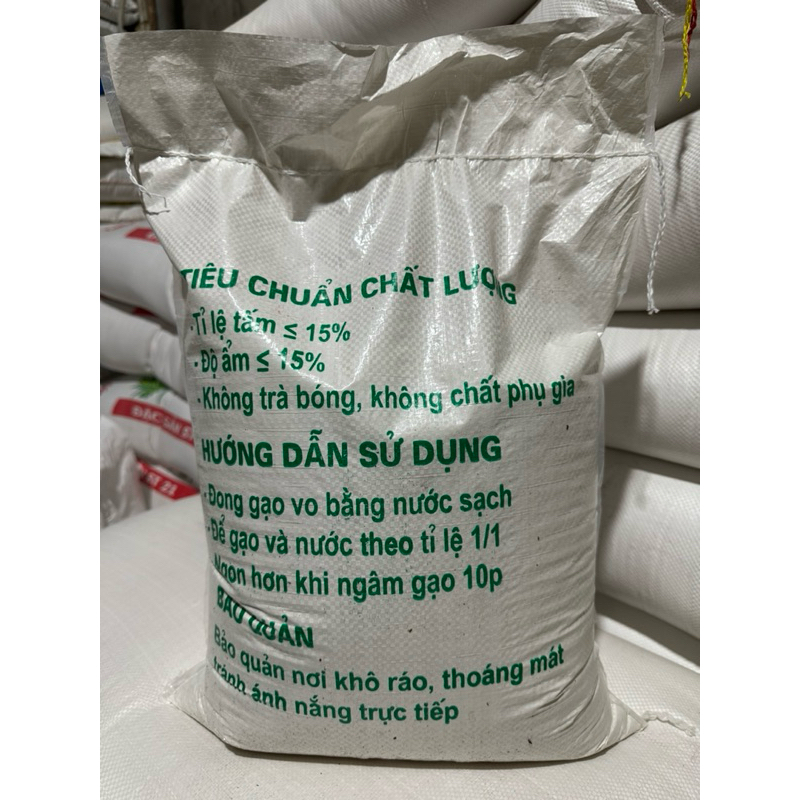 TIÊU CHUẨN CHẤT LƯỢNG
-Tỉ lệ tấm ≤ 15%
-Độ ẩm ≤ 15%
-Không trà bóng, không chất phụ gia
HƯỚNG DẪN SỬ DỤNG
-Đong gạo vo bằng nước sạch
-Để gạo và nước theo tỉ lệ 1/1
Ngon hơn khi ngâm gạo 10p
BẢO QUẢN
Bảo quản nơi khô ráo, thoáng mát
tránh ánh nắng trực tiếp